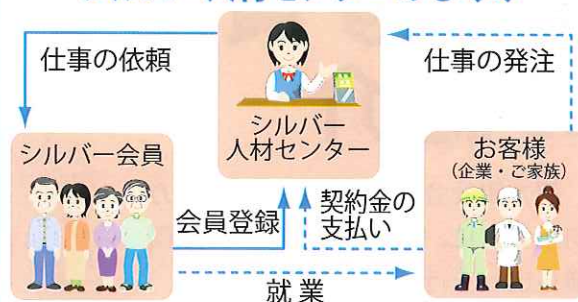 仕事の依頼
仕事の発注
シルバー
人材センター
シルバー会員
お客様
(企業・ご家族)
会員登録
契約金の
支払い
就業